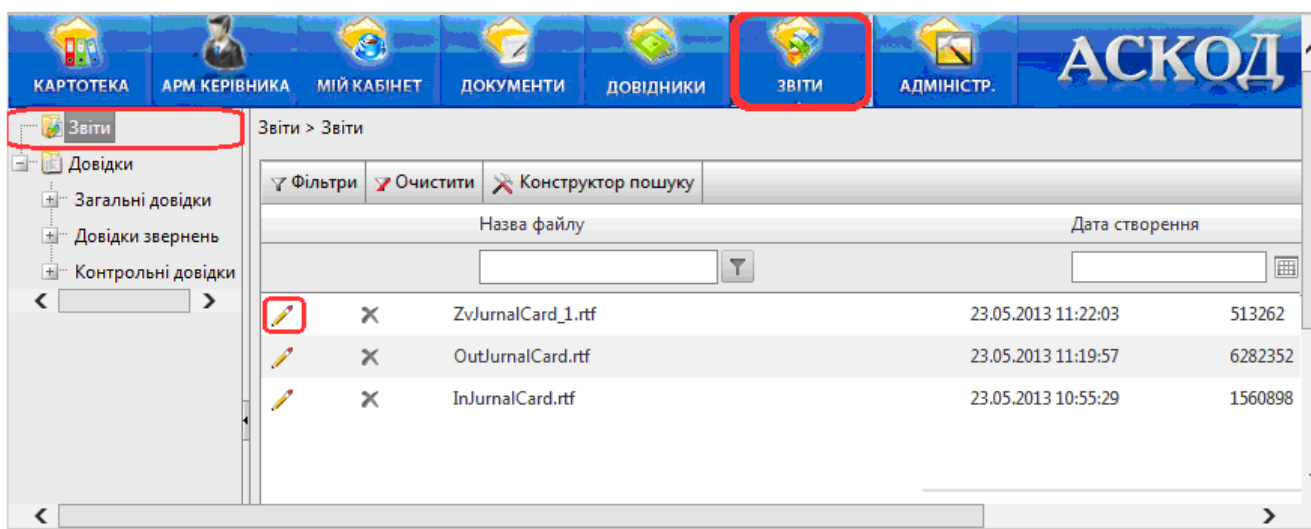 КАРТОТЕКА АРМ КЕРІВНИКА МІЙ КАБІНЕТ ДОКУМЕНТИ ДОВІДНИКИ ЗВІТИ АДМІНІСТР. АСКОД
Звіти
Звіти > Звіти
Довідки
Фільтри Очистити Конструктор пошуку
Загальні довідки
Назва файлу Дата створення
Довідки звернень
Контрольні довідки
ZvJurnalCard_1.rtf 23.05.2013 11:22:03 513262
OutJurnalCard.rtf 23.05.2013 11:19:57 6282352
InJurnalCard.rtf 23.05.2013 10:55:29 1560898